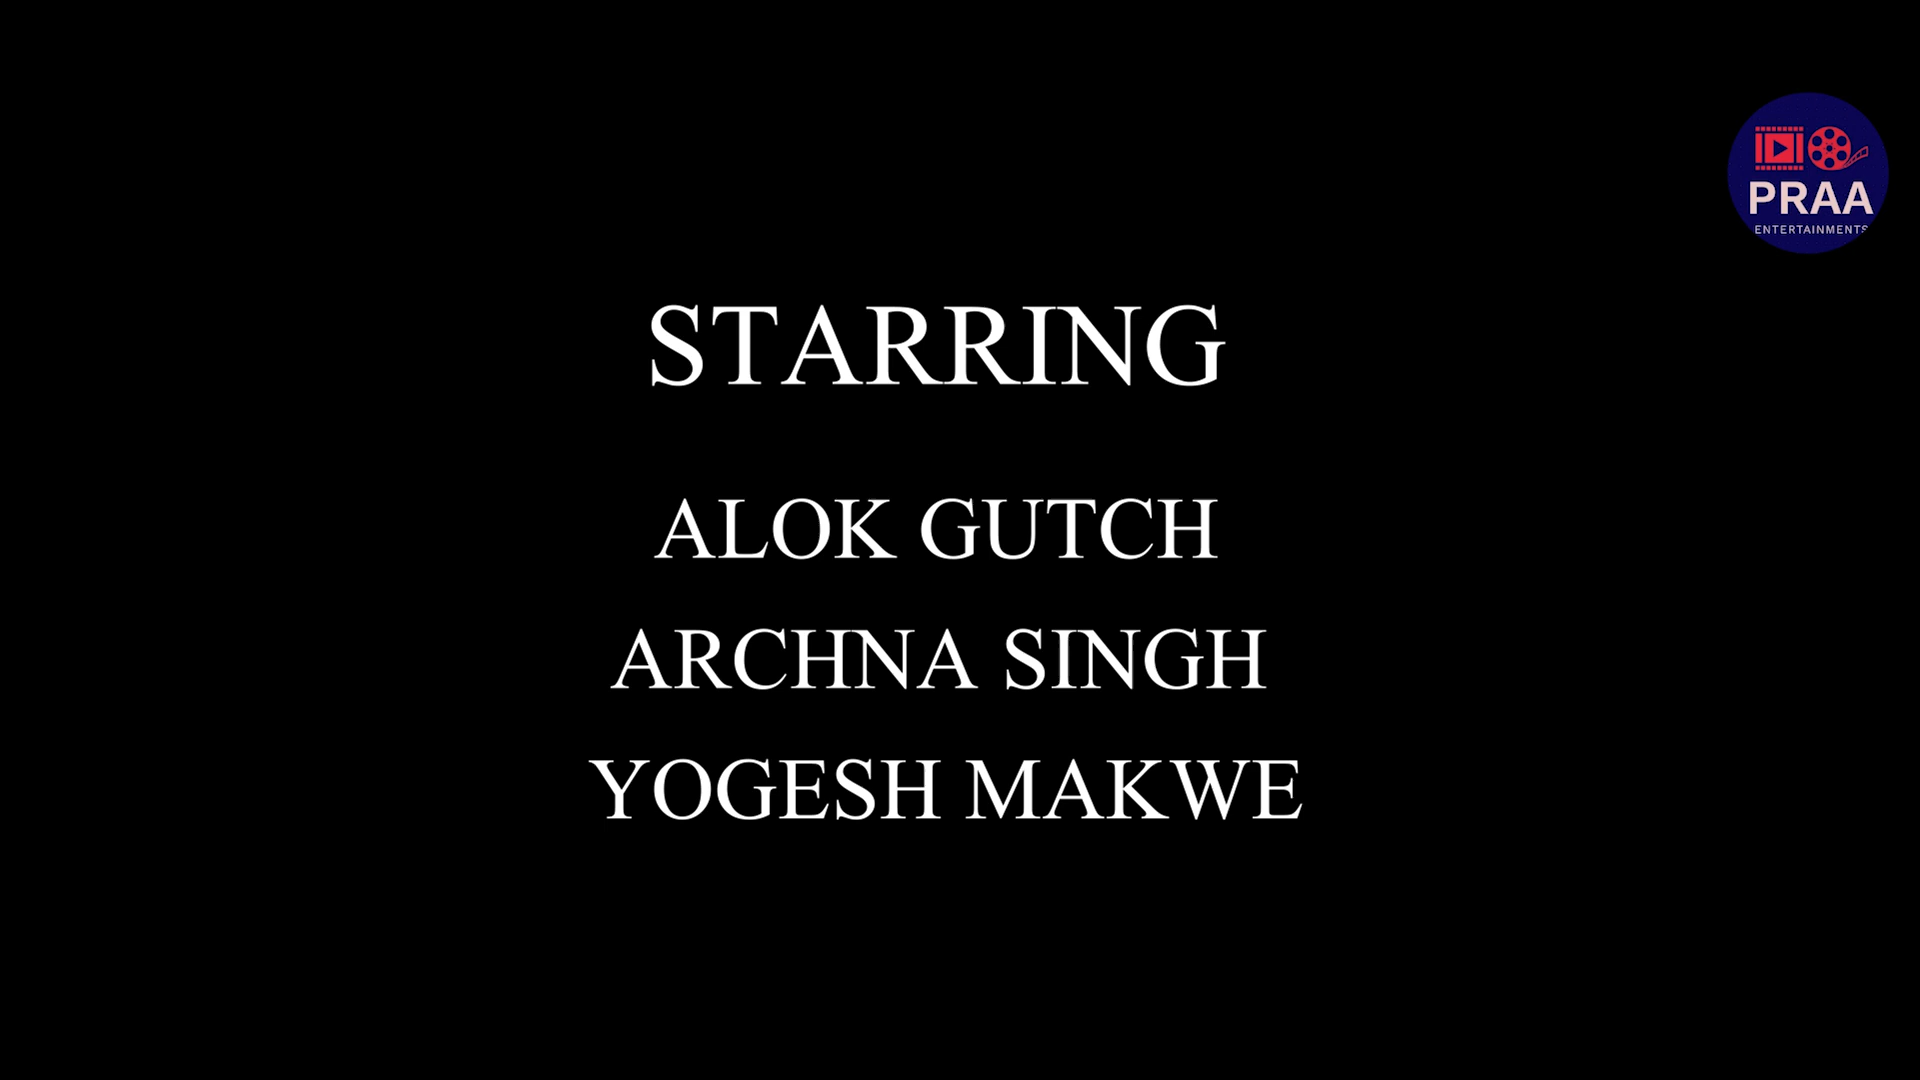 PRAA
ENTERTAINMENTS
STARRING
ALOK GUTCH
ARCHNA SINGH
YOGESH MAKWE